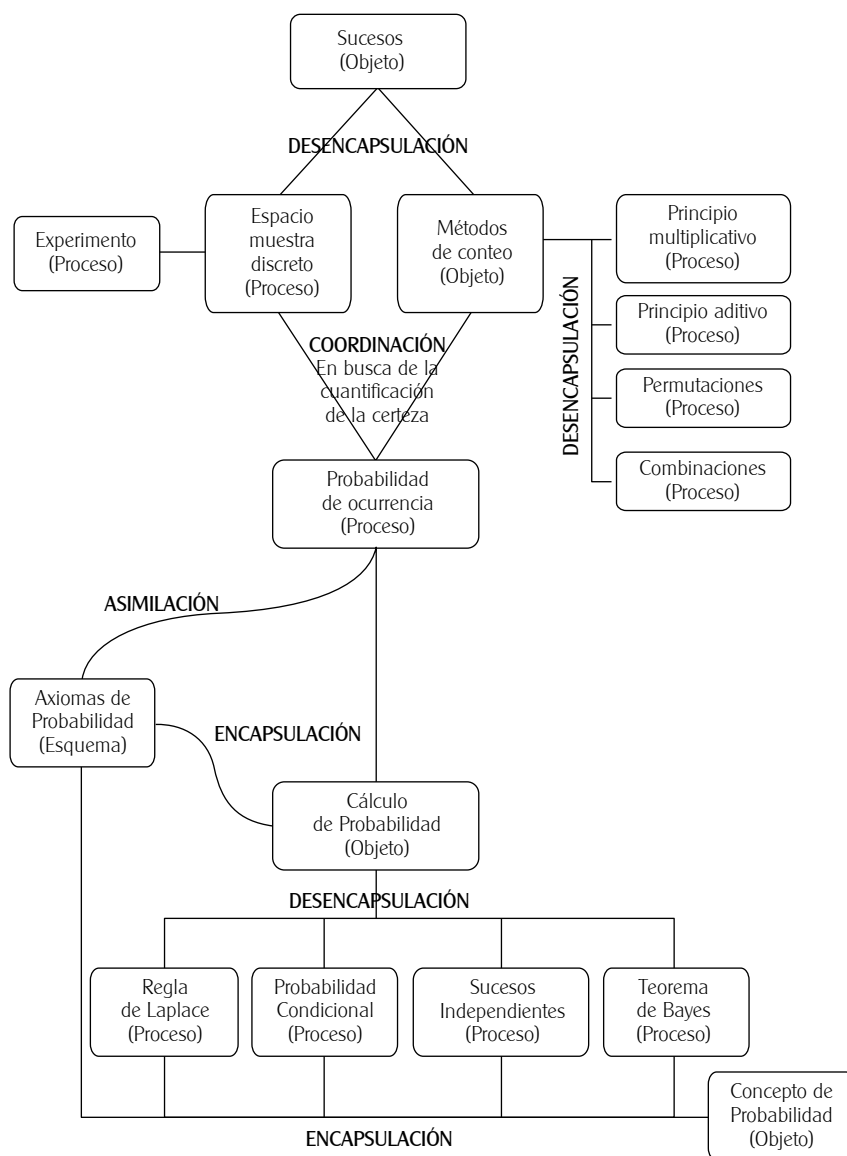 Sucesos
(Objeto)
DESENCAPSULACIÓN
Experimento
(Proceso)
Espacio
muestra
discreto
(Proceso)
Métodos
de conteo
(Objeto)
DESENCAPSULACIÓN
Principio
multiplicativo
(Proceso)
Principio aditivo
(Proceso)
Permutaciones
(Proceso)
Combinaciones
(Proceso)
COORDINACIÓN
En busca de la
cuantificación
de la certeza
Probabilidad
de ocurrencia
(Proceso)
ASIMILACIÓN
Axiomas de
Probabilidad
(Esquema)
ENCAPSULACIÓN
Cálculo
de Probabilidad
(Objeto)
DESENCAPSULACIÓN
Regla
de Laplace
(Proceso)
Probabilidad
Condicional
(Proceso)
Sucesos
Independientes
(Proceso)
Teorema
de Bayes
(Proceso)
Concepto de
Probabilidad
(Objeto)
ENCAPSULACIÓN